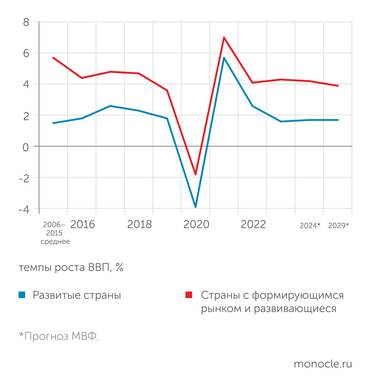 8
6
4
2
0
-2
-4
2006–
2015
среднее
2016
2018
2020
2022
2024*
2029*
темпы роста ВВП, %
Развитые страны
Страны с формирующимся
рынком и развивающиеся
*Прогноз МВФ.
monocle.ru